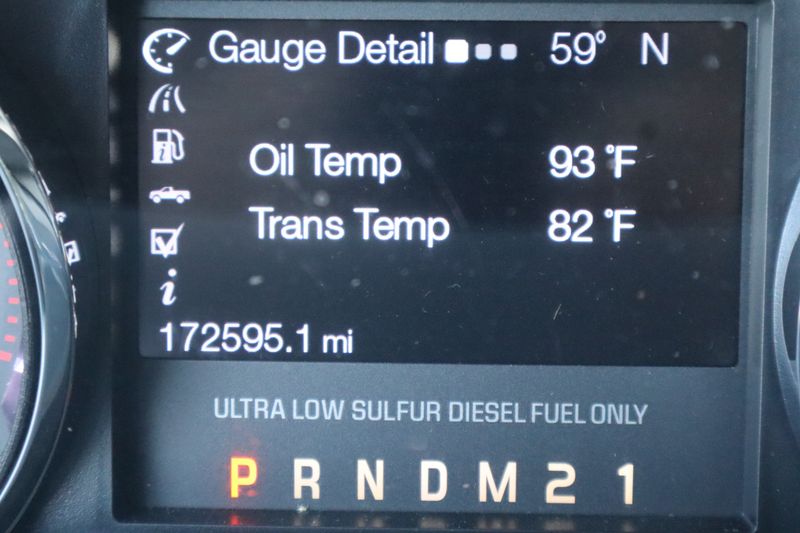 Gauge Detail 59° N
Oil Temp 93 °F
Trans Temp 82 °F
i
172595.1 mi
ULTRA LOW SULFUR DIESEL FUEL ONLY
P R N D M 2 1